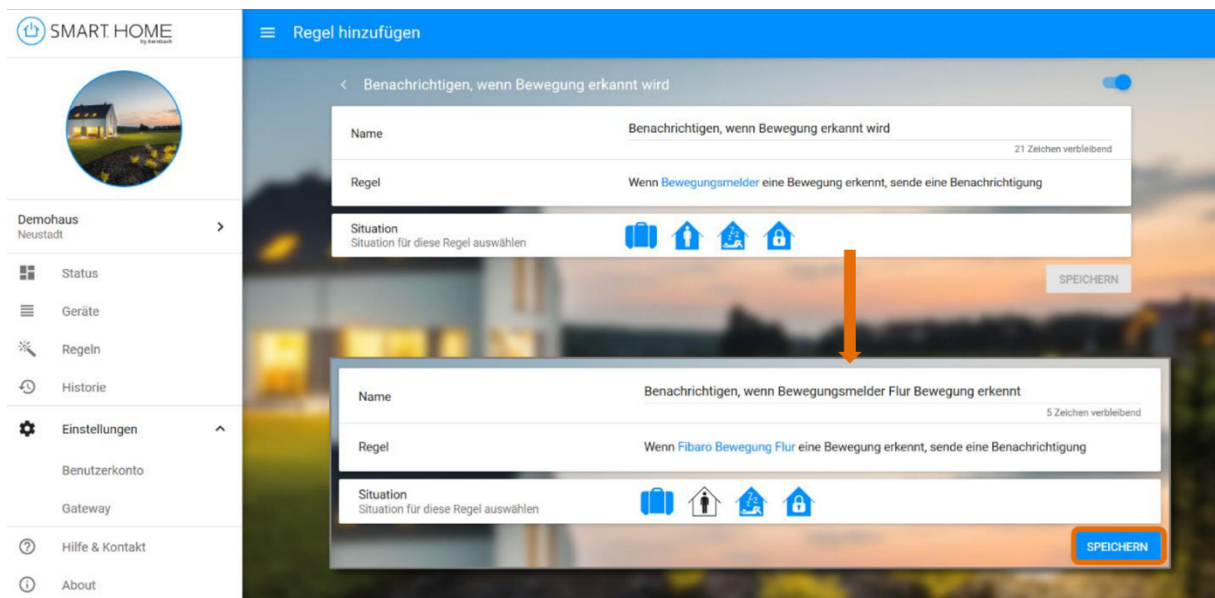 SMART HOME
by hornbach
Demohaus
Neustadt
Status
Geräte
Regeln
Historie
Einstellungen
Benutzerkonto
Gateway
Hilfe & Kontakt
About
Regel hinzufügen
Benachrichtigen, wenn Bewegung erkannt wird
Name
Benachrichtigen, wenn Bewegung erkannt wird
21 Zeichen verbleibend
Regel
Wenn Bewegungsmelder eine Bewegung erkennt, sende eine Benachrichtigung
Situation
Situation für diese Regel auswählen
SPEICHERN
Name
Benachrichtigen, wenn Bewegungsmelder Flur Bewegung erkennt
5 Zeichen verbleibend
Regel
Wenn Fibaro Bewegung Flur eine Bewegung erkennt, sende eine Benachrichtigung
Situation
Situation für diese Regel auswählen
SPEICHERN